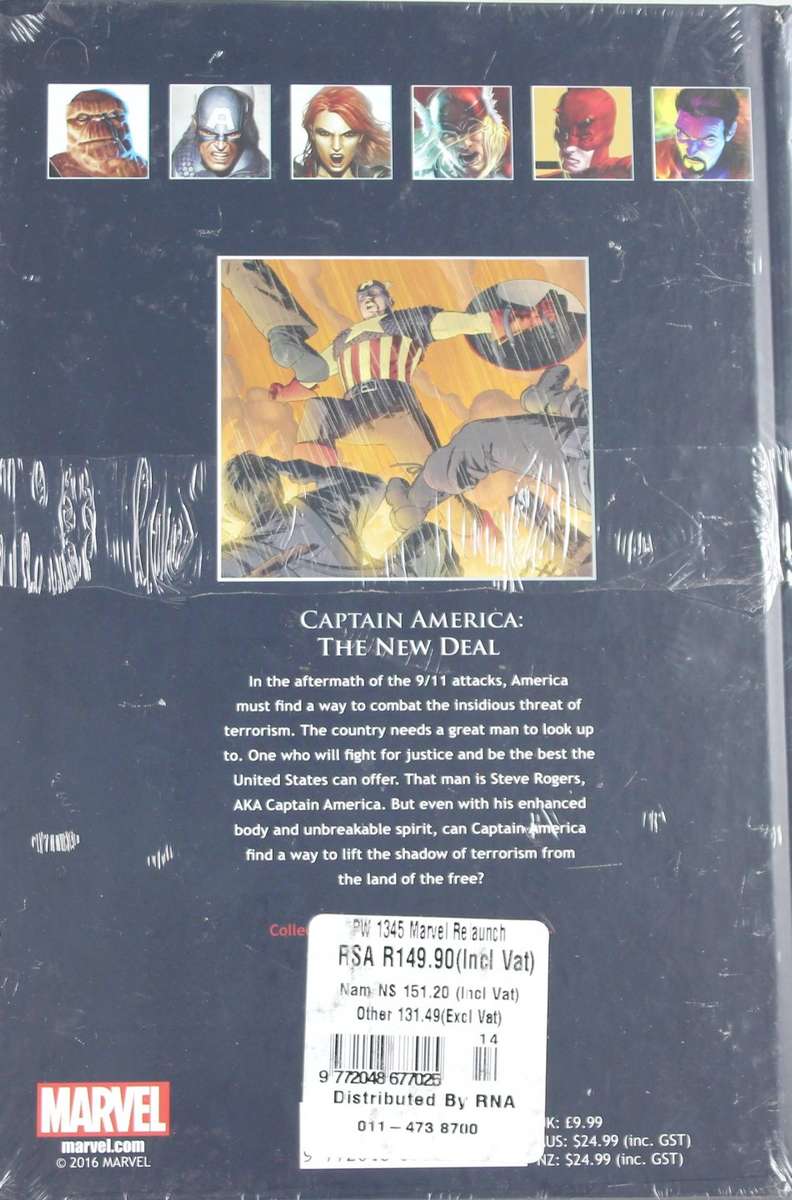 A
CAPTAIN AMERICA:
THE NEW DEAL
In the aftermath of the 9/11 attacks, America
must find a way to combat the insidious threat of
terrorism. The country needs a great man to look up
to. One who will fight for justice and be the best the
United States can offer. That man is Steve Rogers,
AKA Captain America. But even with his enhanced
body and unbreakable spirit, can Captain America
find a way to lift the shadow of terrorism from
the land of the free?
PW 1345 Marvel Relaunch
RSA R149.90(Incl Vat)
Nam NS 151.20 (Incl Vat)
Other 131.49(Excl Vat)
14
9 772048 677025
Distributed By RNA
011-473 8700
MARVEL
marvel.com
© 2016 MARVEL
UK: £9.99
AUS: $24.99 (inc. GST)
NZ: $24.99 (inc. GST)